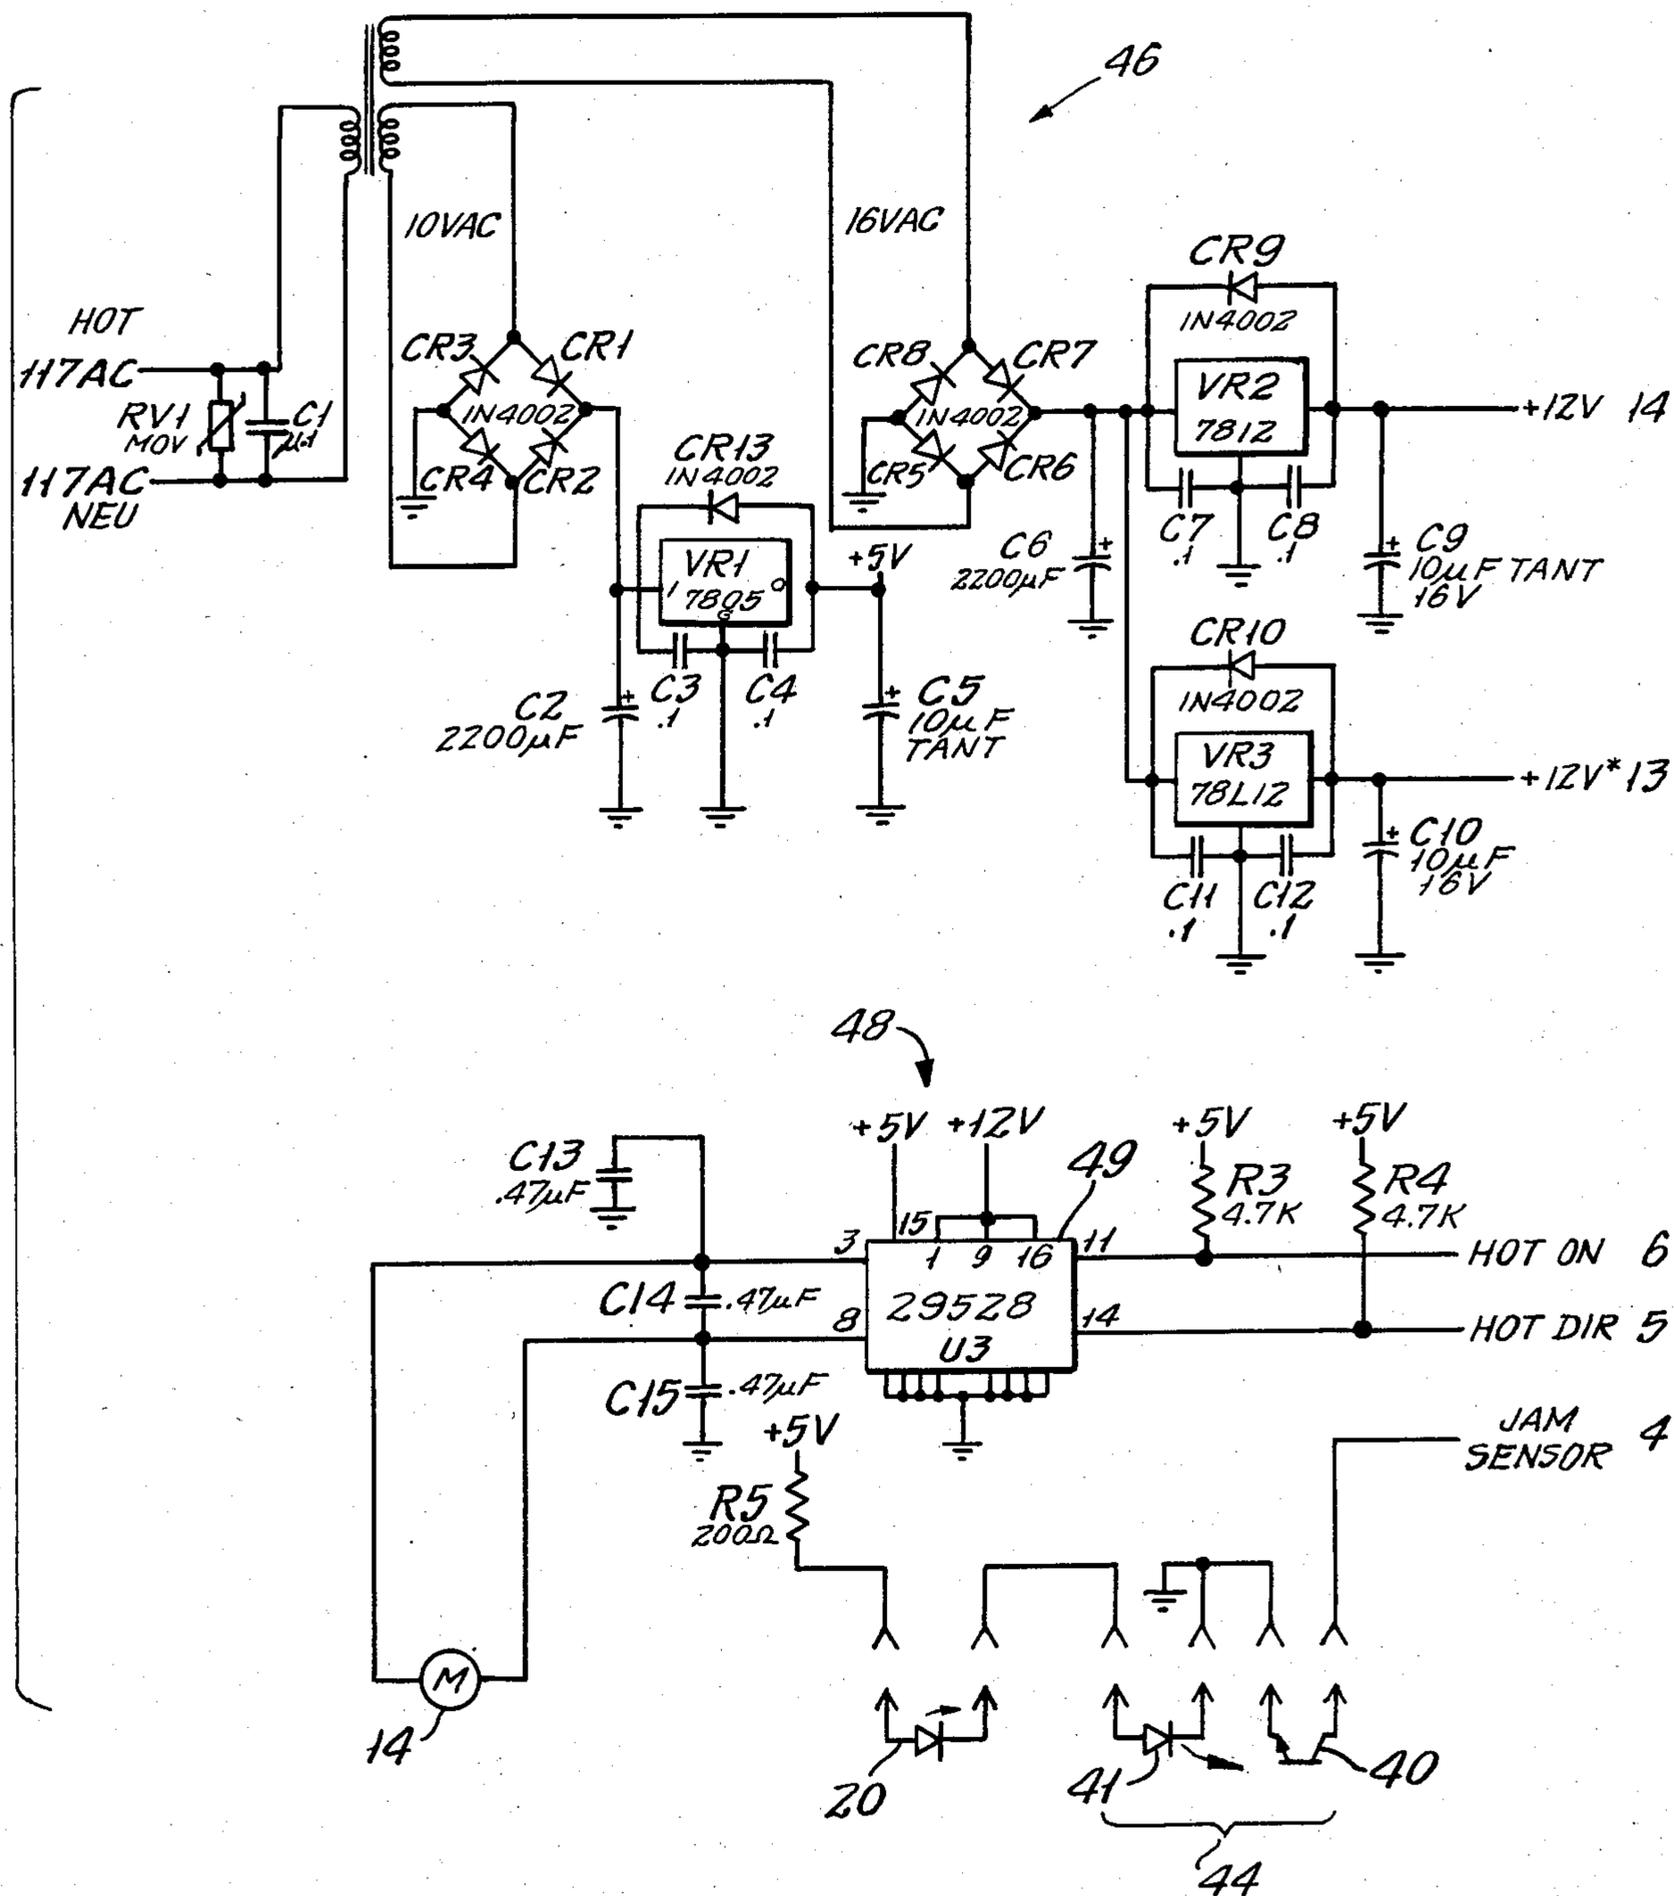 46
10VAC
16VAC
HOT
117AC
RV1
MOV
C1
µ.1
117AC
NEU
CR3
CR1
1N4002
CR4
CR2
CR13
1N4002
VR1
7805
I
O
G
+5V
C2
2200µF
C3
.1
C4
.1
C5
10µF
TANT
CR8
CR7
1N4002
CR5
CR6
C6
2200µF
CR9
1N4002
VR2
7812
C7
.1
C8
.1
+12V 14
C9
10µF TANT
16V
CR10
1N4002
VR3
78L12
C11
.1
C12
.1
+12V* 13
C10
10µF
16V
48
+5V
+12V
49
C13
.47µF
15
1
9
16
3
8
29528
U3
11
14
C14
.47µF
C15
.47µF
+5V
R3
4.7K
+5V
R4
4.7K
HOT ON 6
HOT DIR 5
JAM
SENSOR 4
+5V
R5
200Ω
M
14
20
41
40
44